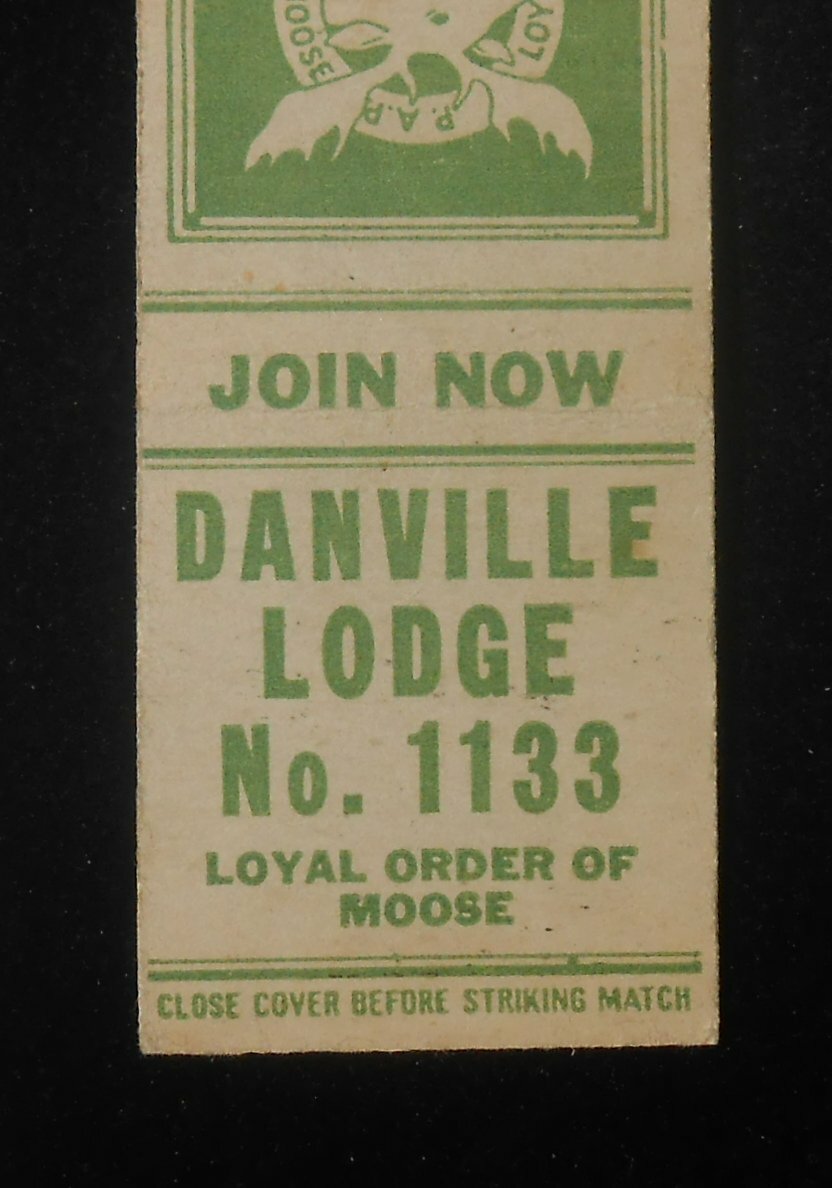 MOOSE
LOY
P.A.P.
JOIN NOW
DANVILLE
LODGE
No. 1133
LOYAL ORDER OF
MOOSE
CLOSE COVER BEFORE STRIKING MATCH